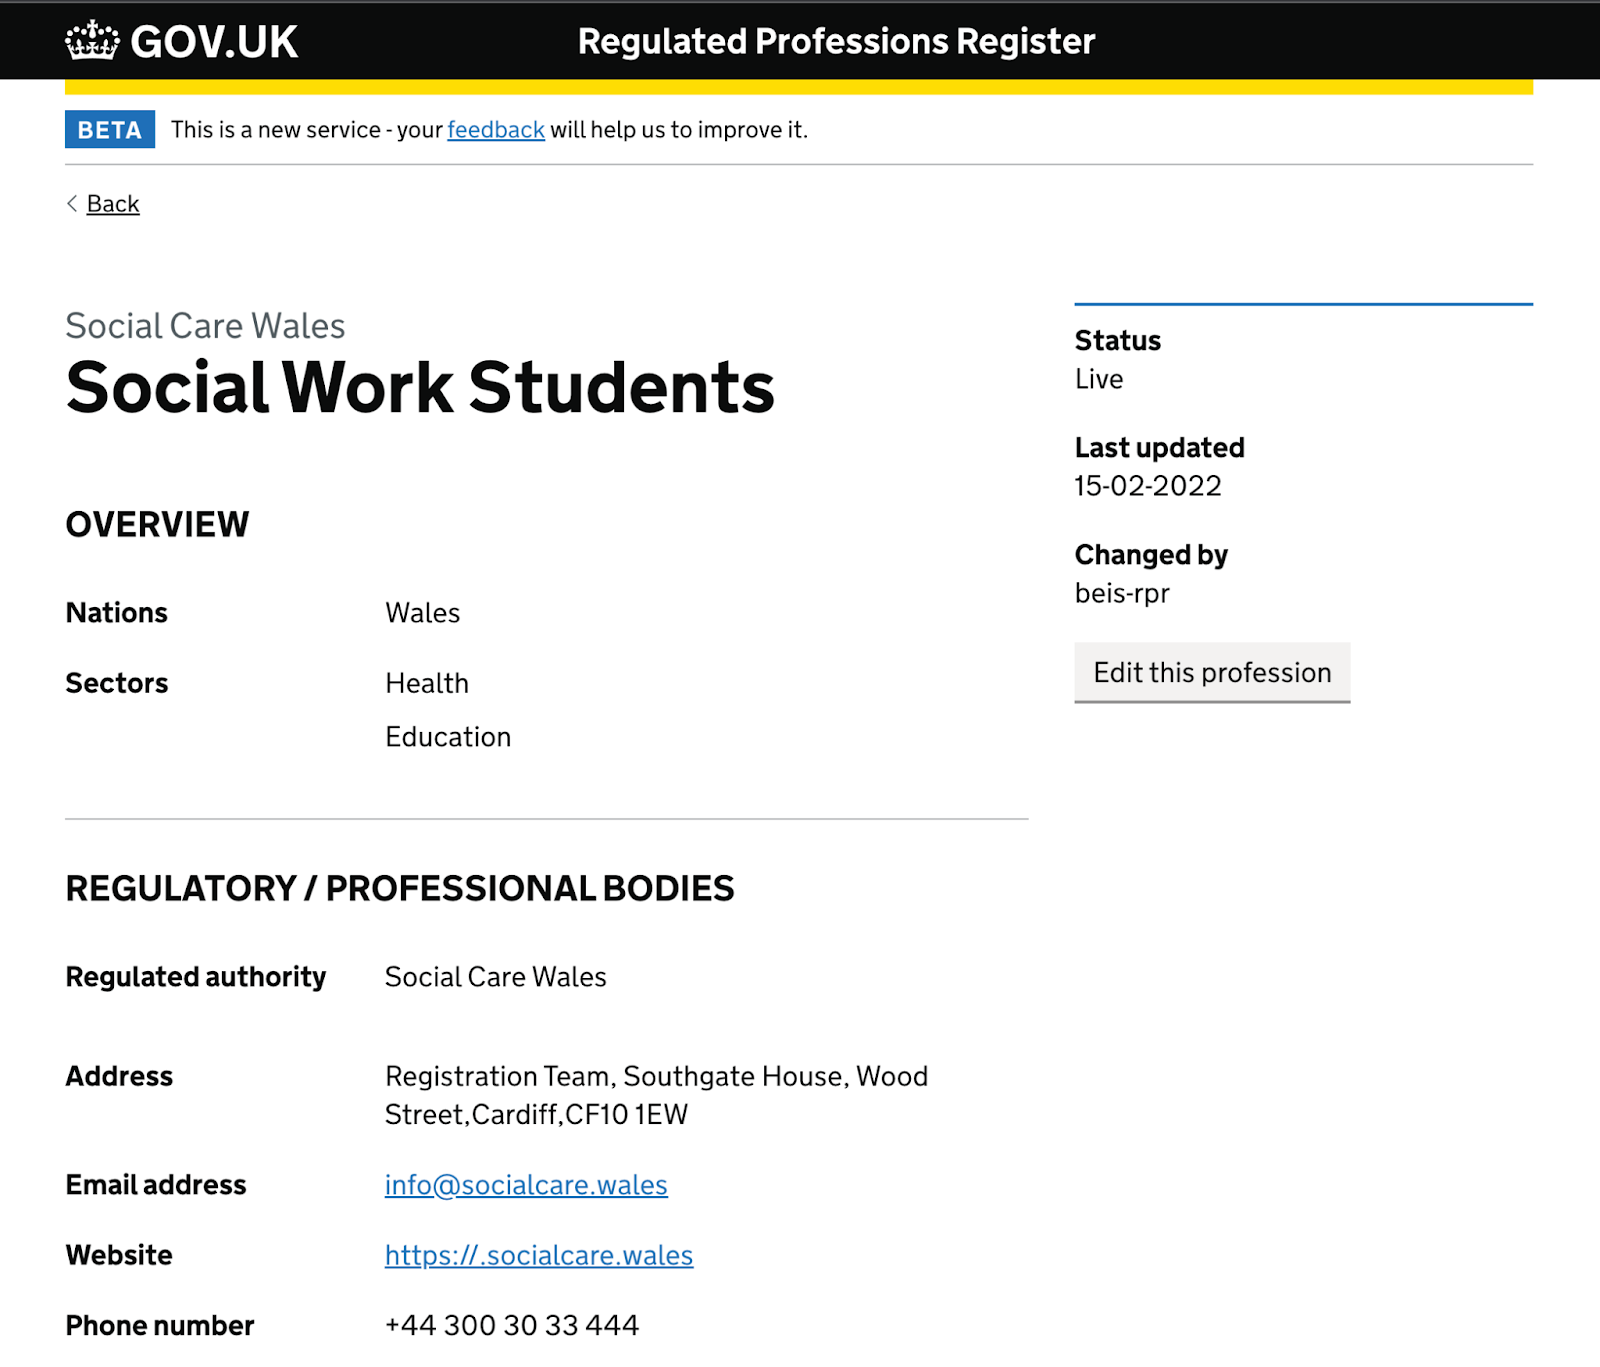 GOV.UK
Regulated Professions Register
BETA This is a new service - your feedback will help us to improve it.
Back
Social Care Wales
Social Work Students
OVERVIEW
Nations Wales
Sectors Health
Education
REGULATORY / PROFESSIONAL BODIES
Regulated authority Social Care Wales
Address Registration Team, Southgate House, Wood
Street,Cardiff,CF10 1EW
Email address info@socialcare.wales
Website https://.socialcare.wales
Phone number +44 300 30 33 444
Status
Live
Last updated
15-02-2022
Changed by
beis-rpr
Edit this profession